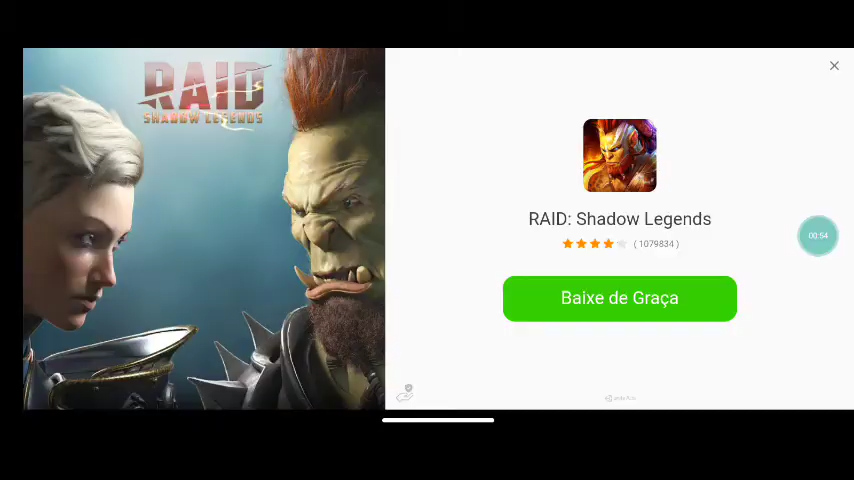 RAID
SHADOW LEGENDS
RAID: Shadow Legends
( 1079834 )
00:54
Baixe de Graça